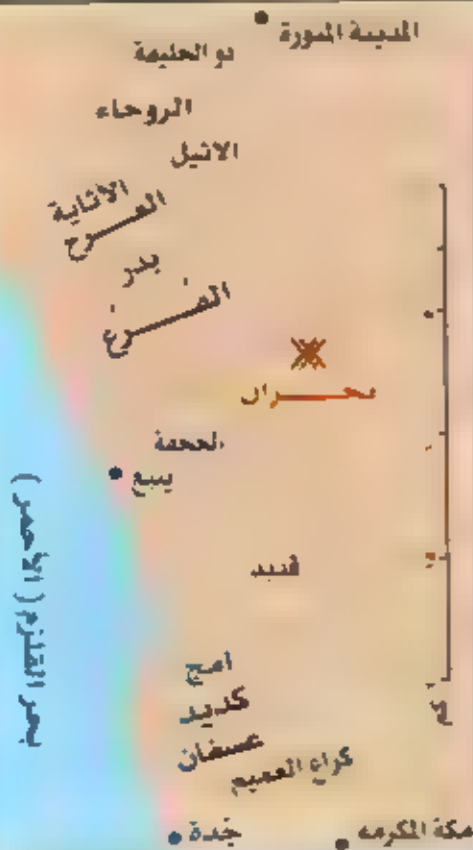 المدينة المنورة
ذو الحليفة
الروحاء
الاثيل
الأثاية
العرج
بدر
الفرع
بحران
الجحفة
ينبع
قديد
امج
كديد
عسفان
كراع الغميم
جدة
مكة المكرمة
بحر القلزم (الأحمر)